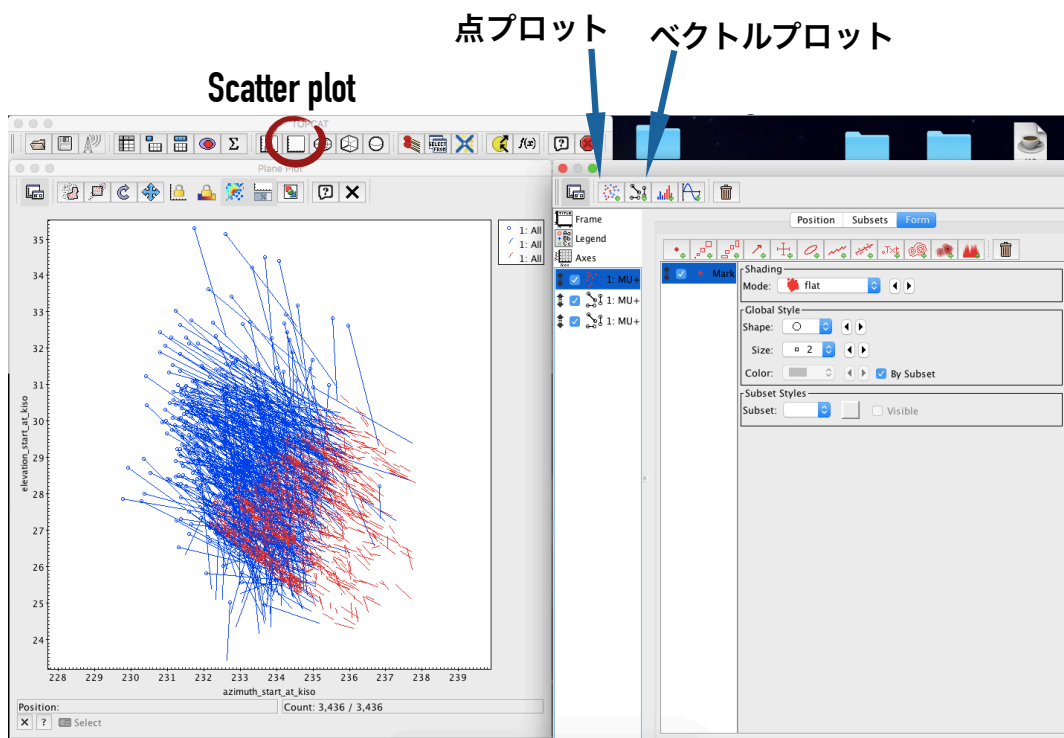 点プロット
ベクトルプロット
Scatter plot
TOPCAT
Σ
SELECT FROM
f(x)
?
Plane Plot
%
?
1: All
1: All
1: All
35
34
33
32
31
30
29
28
27
26
25
24
elevation_start_at_kiso
228 229 230 231 232 233 234 235 236 237 238 239
azimuth_start_at_kiso
Position:
Count: 3,436 / 3,436
?
Select
Frame
Legend
Axes
1: MU+
1: MU+
1: MU+
Position Subsets Form
Txt
Mark
Shading
Mode: flat
Global Style
Shape:
Size: 2
Color: By Subset
Subset Styles
Subset: Visible